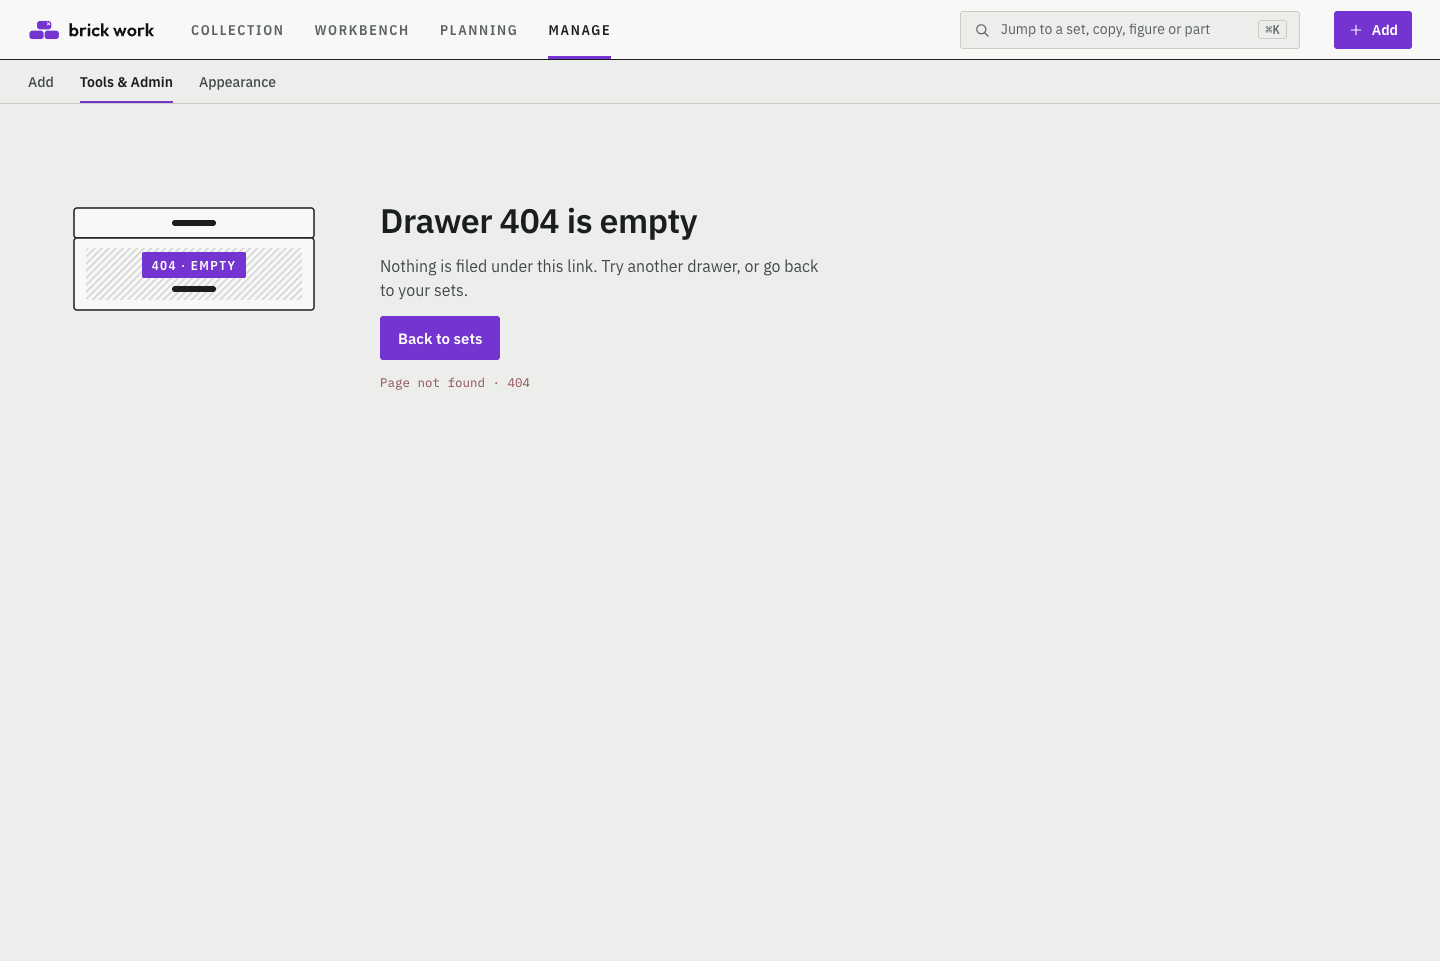 brick work
COLLECTION
WORKBENCH
PLANNING
MANAGE
Jump to a set, copy, figure or part
⌘K
+ Add
Add
Tools & Admin
Appearance
404 · EMPTY
Drawer 404 is empty
Nothing is filed under this link. Try another drawer, or go back
to your sets.
Back to sets
Page not found · 404